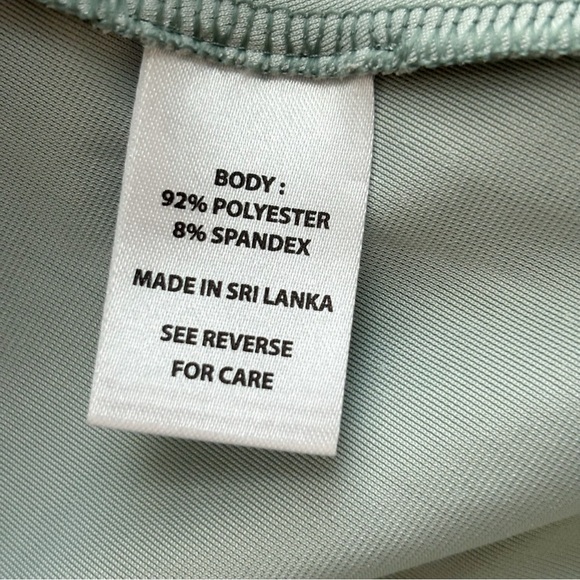 BODY :
92% POLYESTER
8% SPANDEX
MADE IN SRI LANKA
SEE REVERSE
FOR CARE